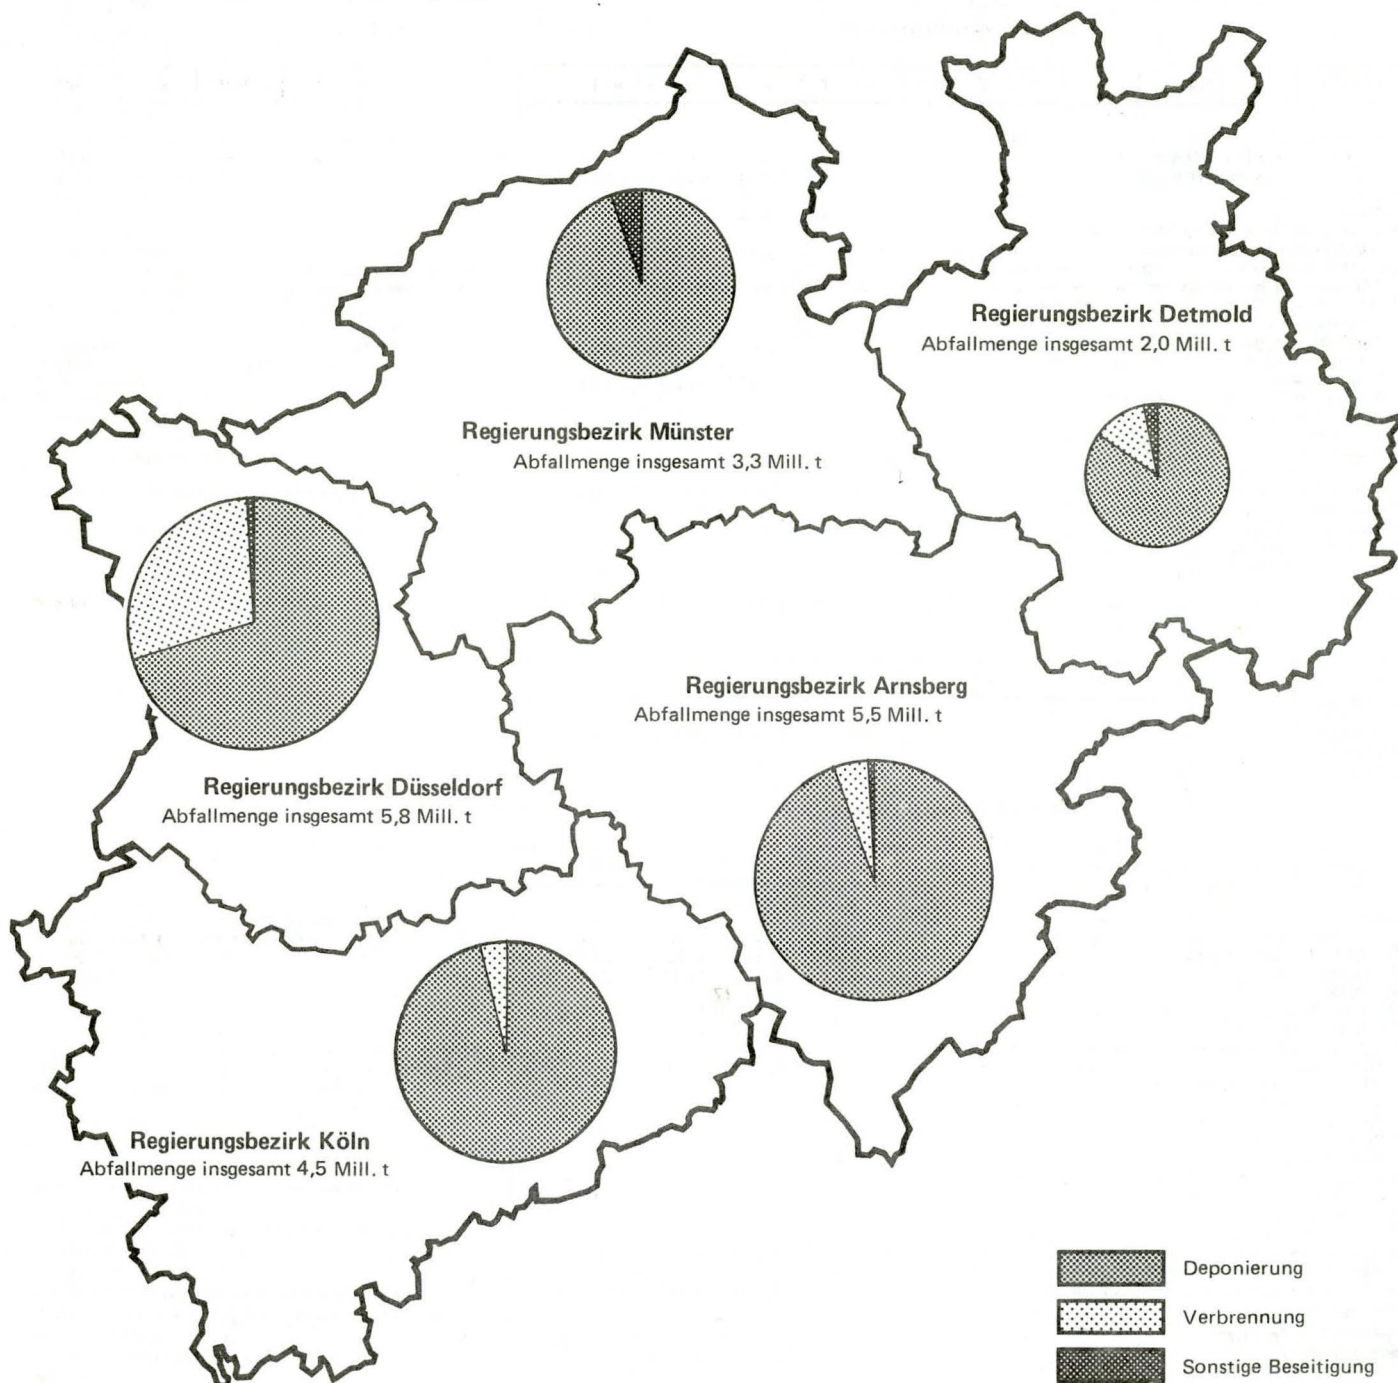 Regierungsbezirk Detmold
Abfallmenge insgesamt 2,0 Mill. t
Regierungsbezirk Münster
Abfallmenge insgesamt 3,3 Mill. t
Regierungsbezirk Arnsberg
Abfallmenge insgesamt 5,5 Mill. t
Regierungsbezirk Düsseldorf
Abfallmenge insgesamt 5,8 Mill. t
Regierungsbezirk Köln
Abfallmenge insgesamt 4,5 Mill. t
Deponierung
Verbrennung
Sonstige Beseitigung